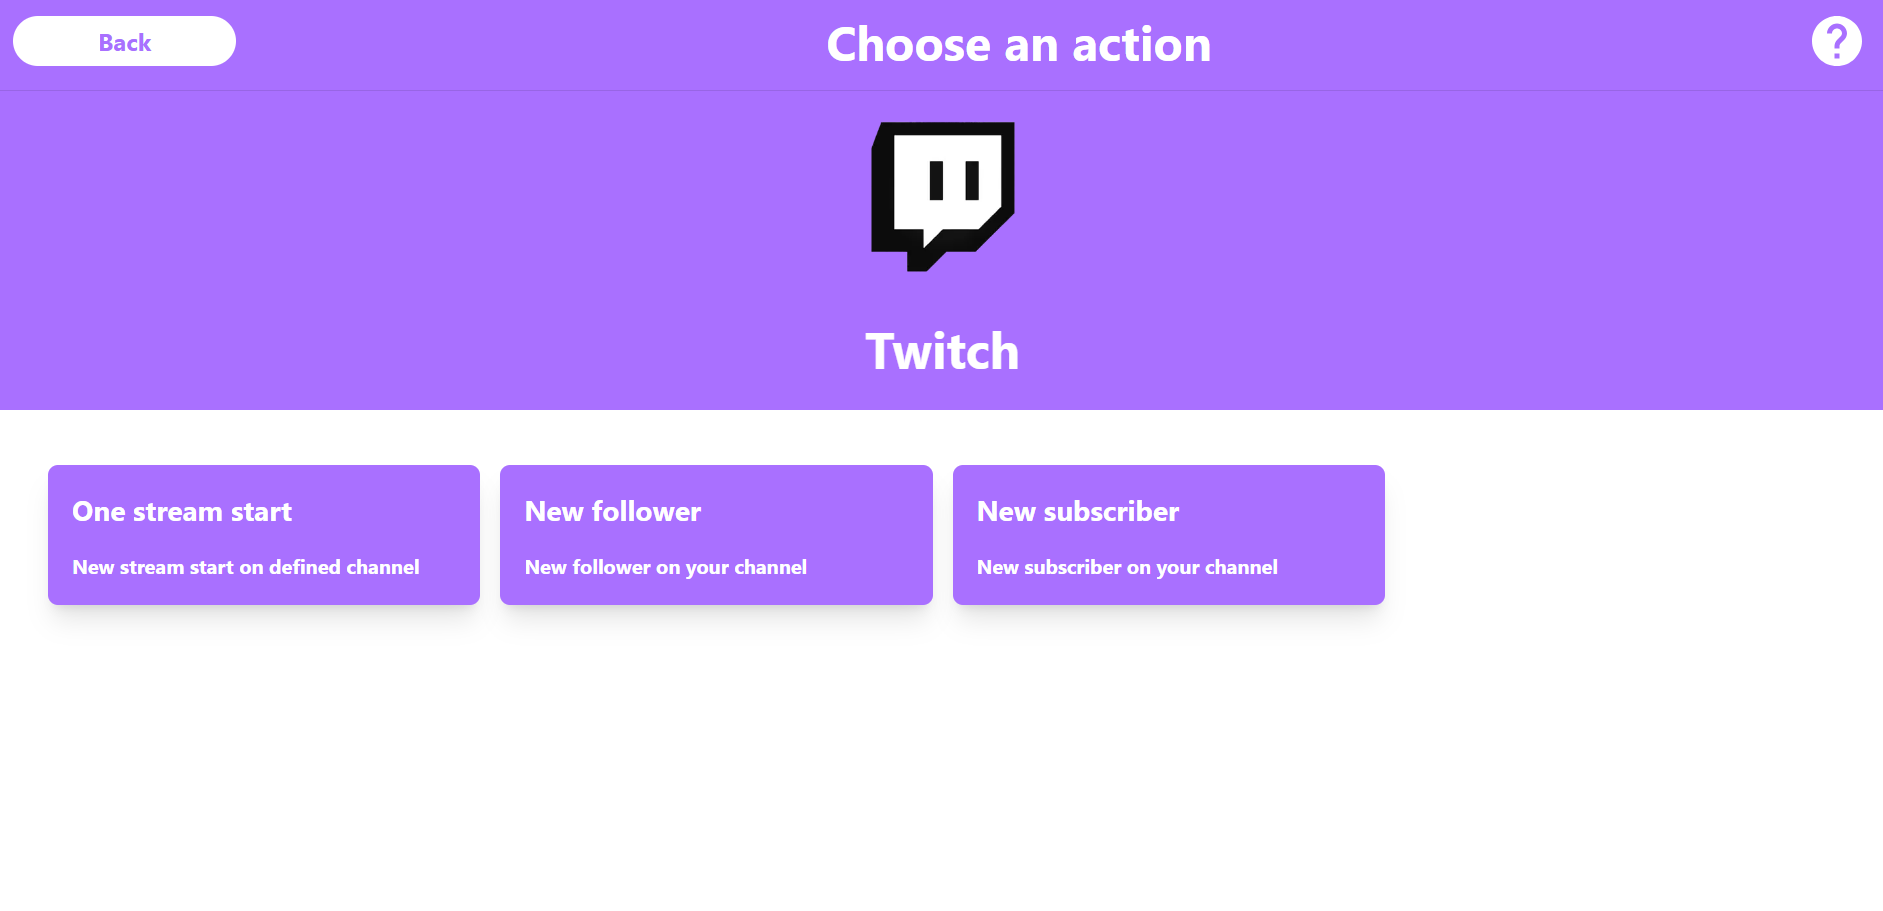 Back
Choose an action
?
Twitch
One stream start
New stream start on defined channel
New follower
New follower on your channel
New subscriber
New subscriber on your channel